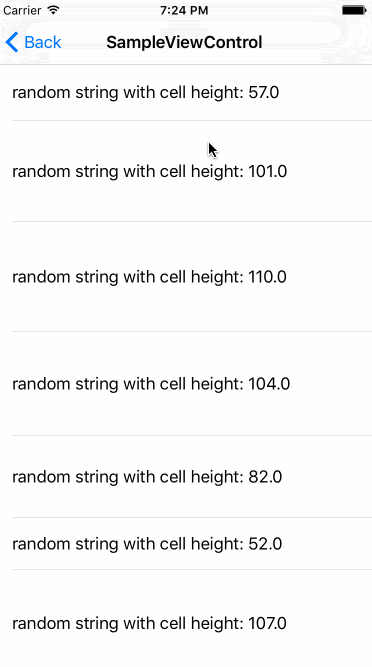 Carrier 7:24 PM
Back SampleViewControl
random string with cell height: 57.0
random string with cell height: 101.0
random string with cell height: 110.0
random string with cell height: 104.0
random string with cell height: 82.0
random string with cell height: 52.0
random string with cell height: 107.0